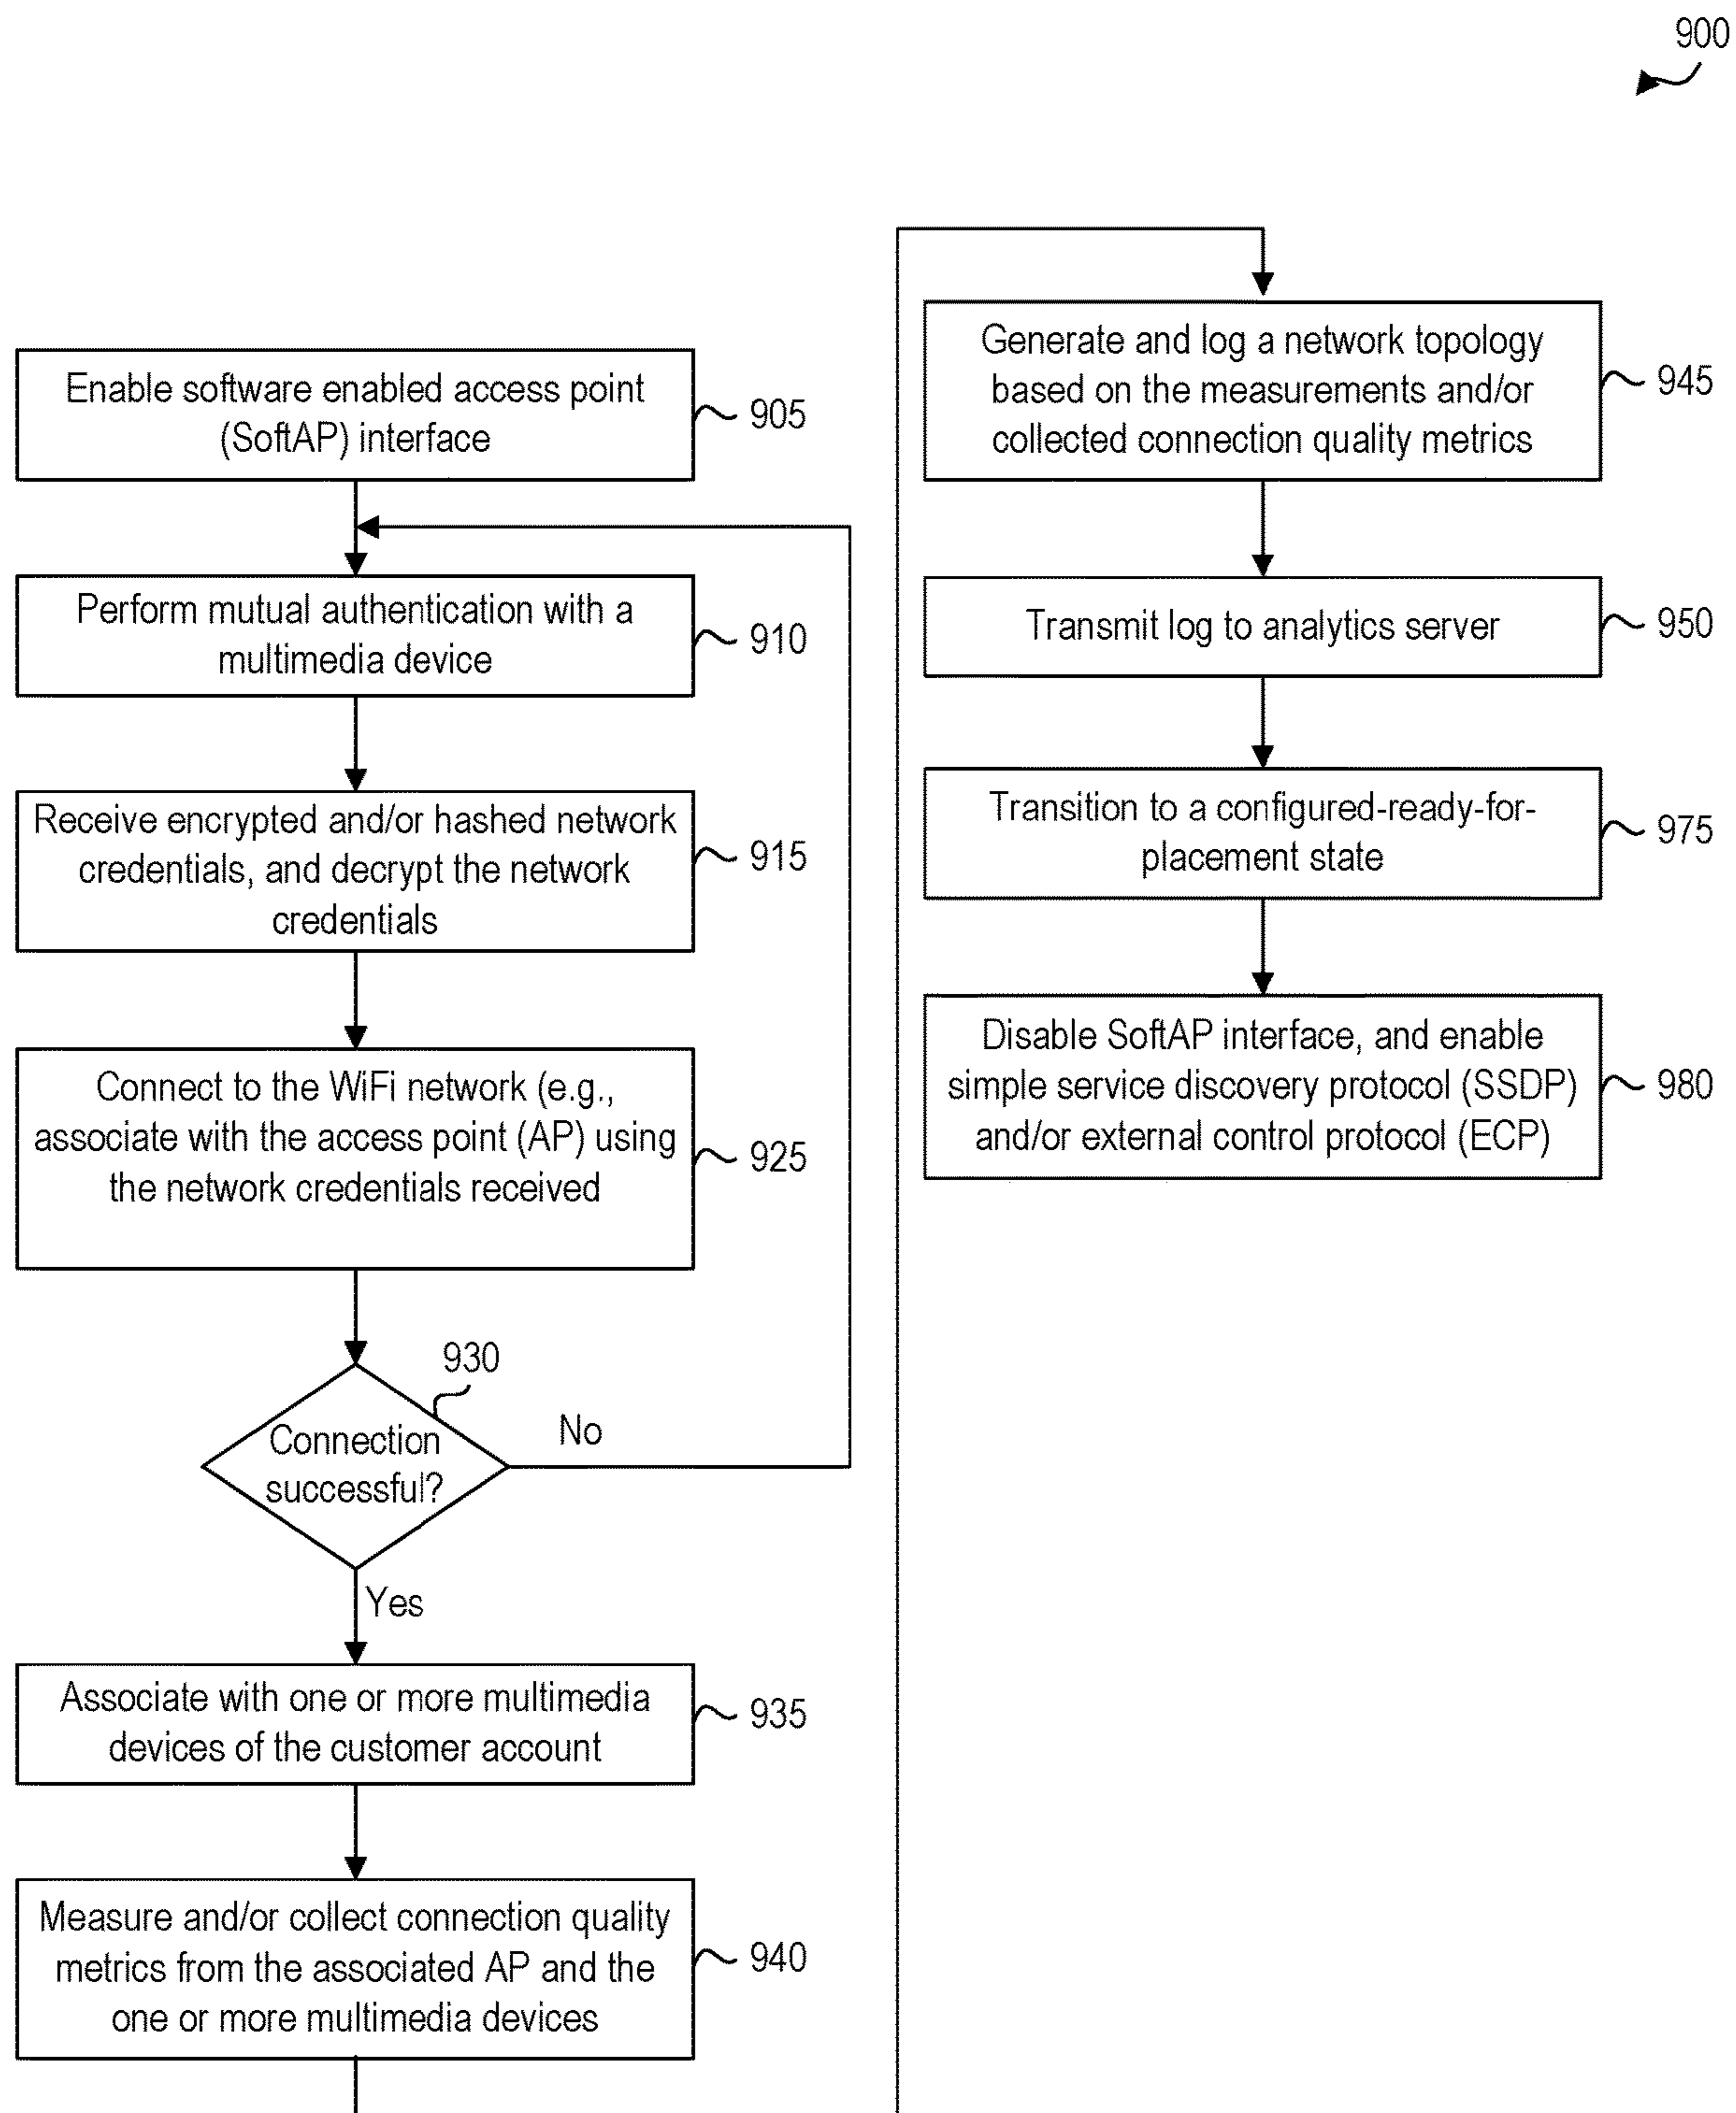 900
Enable software enabled access point
(SoftAP) interface
905
Perform mutual authentication with a
multimedia device
910
Receive encrypted and/or hashed network
credentials, and decrypt the network
credentials
915
Connect to the WiFi network (e.g.,
associate with the access point (AP) using
the network credentials received
925
930
Connection
successful?
No
Yes
Associate with one or more multimedia
devices of the customer account
935
Measure and/or collect connection quality
metrics from the associated AP and the
one or more multimedia devices
940
Generate and log a network topology
based on the measurements and/or
collected connection quality metrics
945
Transmit log to analytics server
950
Transition to a configured-ready-for-
placement state
975
Disable SoftAP interface, and enable
simple service discovery protocol (SSDP)
and/or external control protocol (ECP)
980